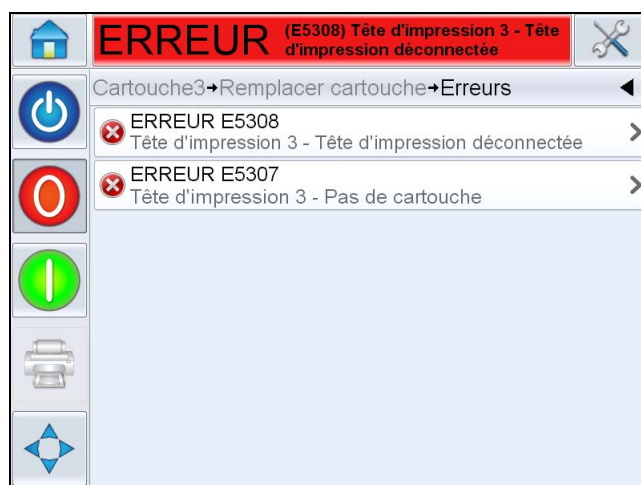 ERREUR
(E5308) Tête d'impression 3 - Tête
d'impression déconnectée
Cartouche3→Remplacer cartouche→Erreurs
ERREUR E5308
Tête d'impression 3 - Tête d'impression déconnectée
ERREUR E5307
Tête d'impression 3 - Pas de cartouche